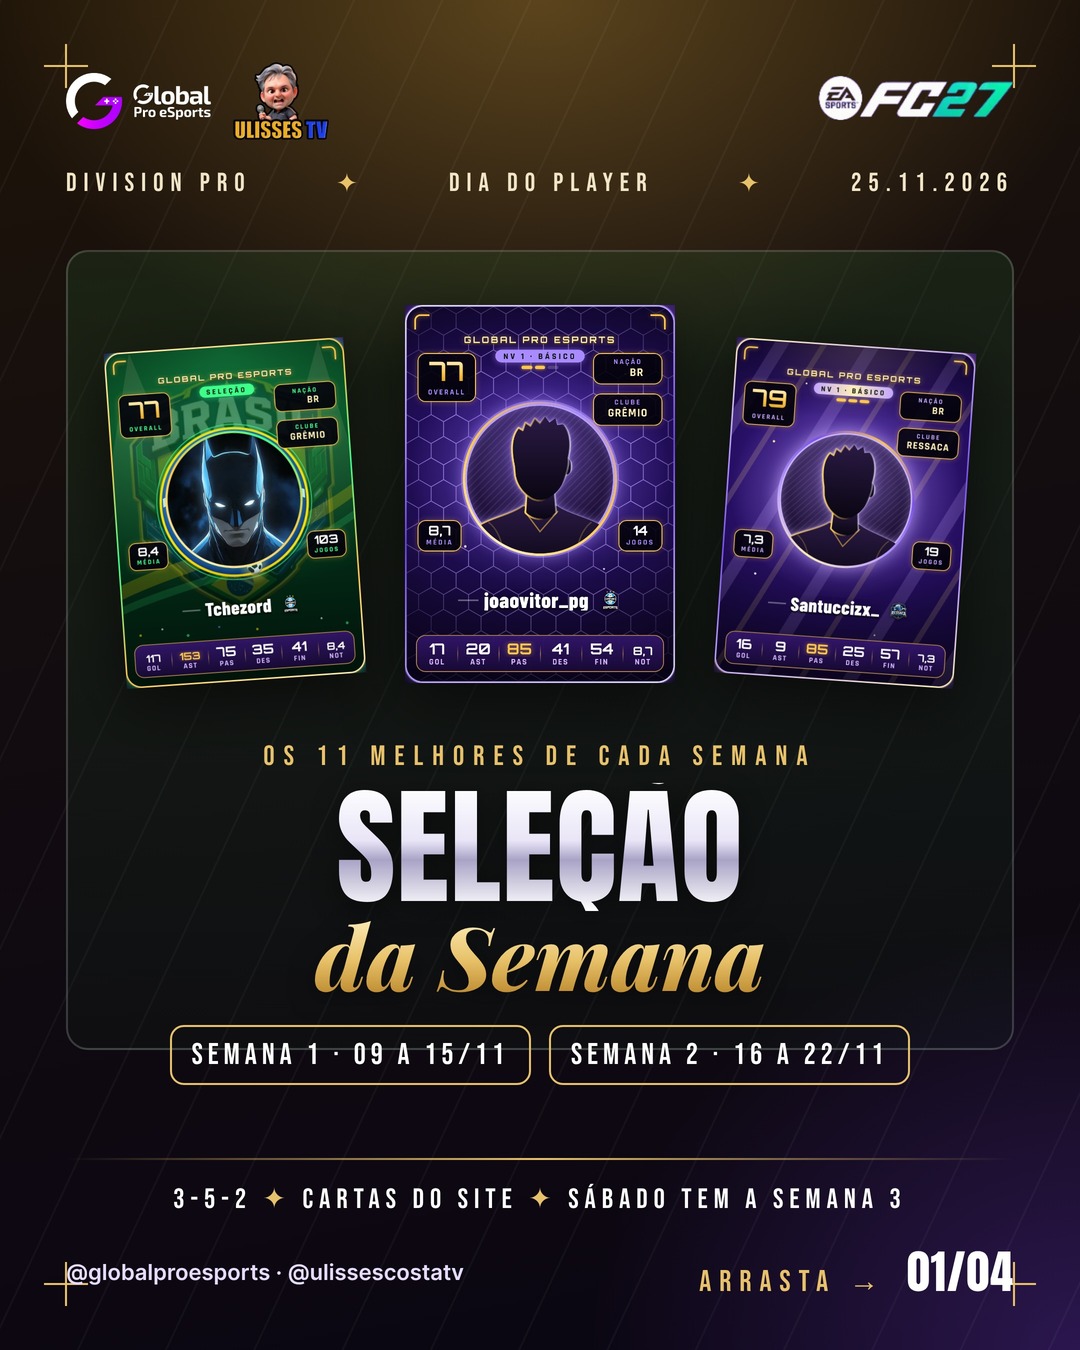 Global
Pro eSports
ULISSES TV
EA SPORTS FC27
DIVISION PRO ✦ DIA DO PLAYER ✦ 25.11.2026
GLOBAL PRO ESPORTS
SELEÇÃO
77
OVERALL
NAÇÃO
BR
CLUBE
GRÊMIO
BRASIL
8,4
MÉDIA
103
JOGOS
Tchezord
117 GOL
153 AST
75 PAS
35 DES
41 FIN
8,4 NOT
GLOBAL PRO ESPORTS
NV 1 · BÁSICO
77
OVERALL
NAÇÃO
BR
CLUBE
GRÊMIO
8,7
MÉDIA
14
JOGOS
joaovitor_pg
17 GOL
20 AST
85 PAS
41 DES
54 FIN
8,7 NOT
GLOBAL PRO ESPORTS
NV 1 · BÁSICO
79
OVERALL
NAÇÃO
BR
CLUBE
RESSACA
7,3
MÉDIA
19
JOGOS
Santuccizx_
16 GOL
9 AST
85 PAS
25 DES
57 FIN
7,3 NOT
OS 11 MELHORES DE CADA SEMANA
SELEÇÃO
da Semana
SEMANA 1 · 09 A 15/11
SEMANA 2 · 16 A 22/11
3-5-2 ✦ CARTAS DO SITE ✦ SÁBADO TEM A SEMANA 3
@globalproesports · @ulissescostatv
ARRASTA → 01/04